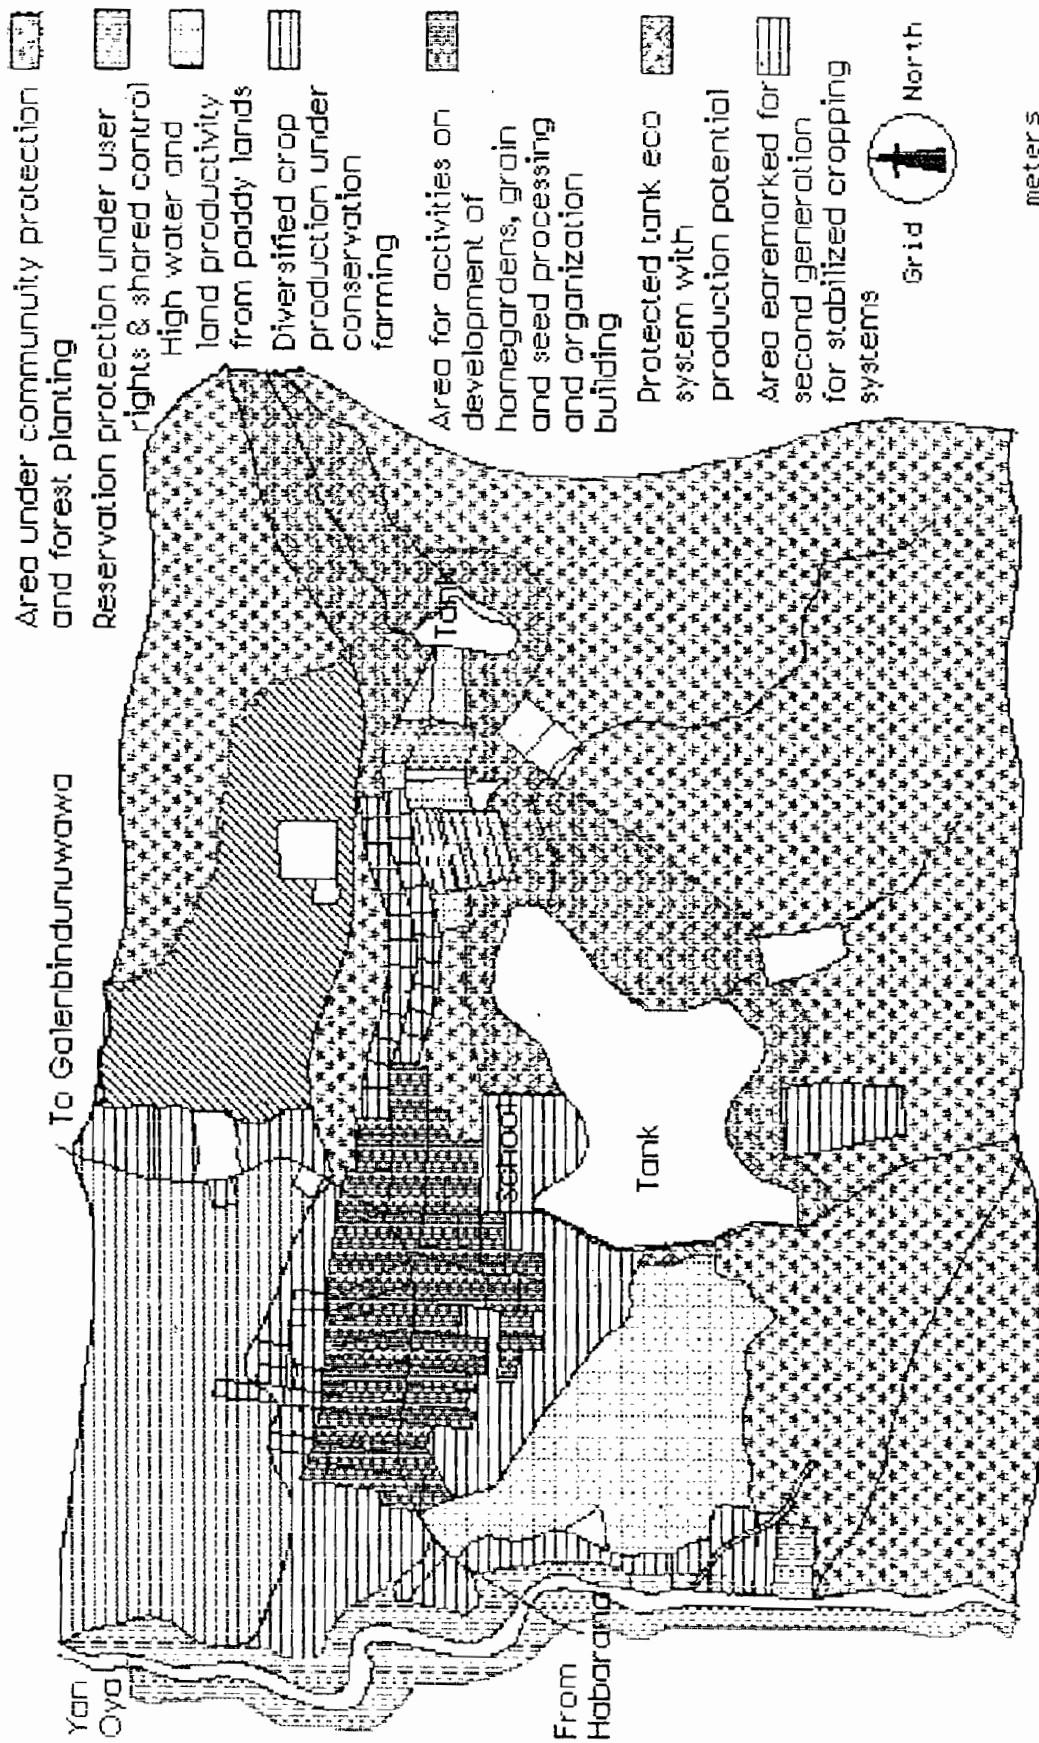 Area under communuity protection
and forest planting
Reservation protection under user
rights & shared control
High water and
land productivity
from paddy lands
Diversified crop
production under
conservation
farming
Area for activities on
development of
homegardens, grain
and seed processing
and organization
building
Protected tank eco
system with
production potential
Area earemarked for
second generation
for stabilized cropping
systems
Grid North
meters
To Galenbindunuwawa
Tank
SCHOOL
Tank
Yan
Oya
From
Habarana